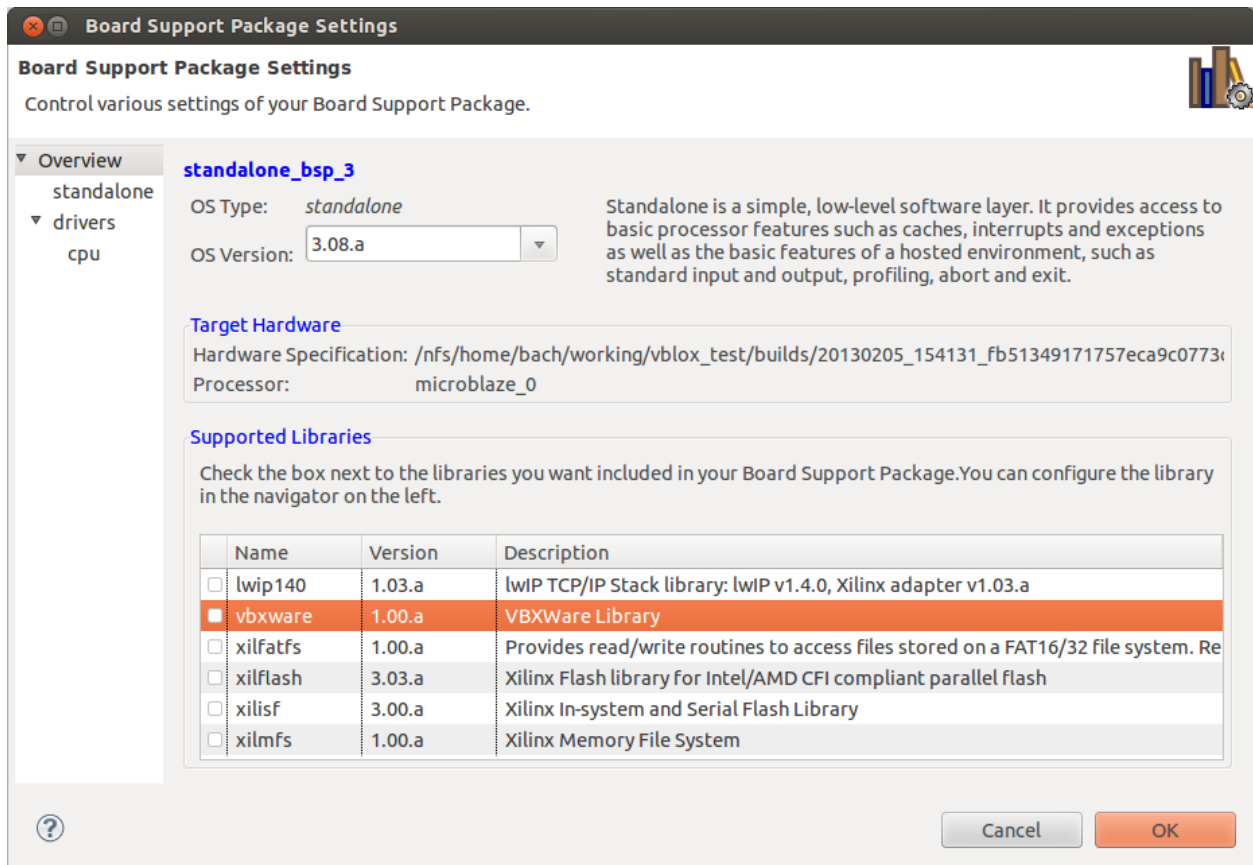 Board Support Package Settings
Board Support Package Settings
Control various settings of your Board Support Package.
Overview
standalone
drivers
cpu
standalone_bsp_3
OS Type: standalone
OS Version: 3.08.a
Standalone is a simple, low-level software layer. It provides access to
basic processor features such as caches, interrupts and exceptions
as well as the basic features of a hosted environment, such as
standard input and output, profiling, abort and exit.
Target Hardware
Hardware Specification: /nfs/home/bach/working/vblox_test/builds/20130205_154131_fb51349171757eca9c0773
Processor: microblaze_0
Supported Libraries
Check the box next to the libraries you want included in your Board Support Package.You can configure the library
in the navigator on the left.
Name Version Description
lwip140 1.03.a lwIP TCP/IP Stack library: lwIP v1.4.0, Xilinx adapter v1.03.a
vbxware 1.00.a VBXWare Library
xilfatfs 1.00.a Provides read/write routines to access files stored on a FAT16/32 file system. Re
xilflash 3.03.a Xilinx Flash library for Intel/AMD CFI compliant parallel flash
xilisf 3.00.a Xilinx In-system and Serial Flash Library
xilmfs 1.00.a Xilinx Memory File System
?
Cancel OK